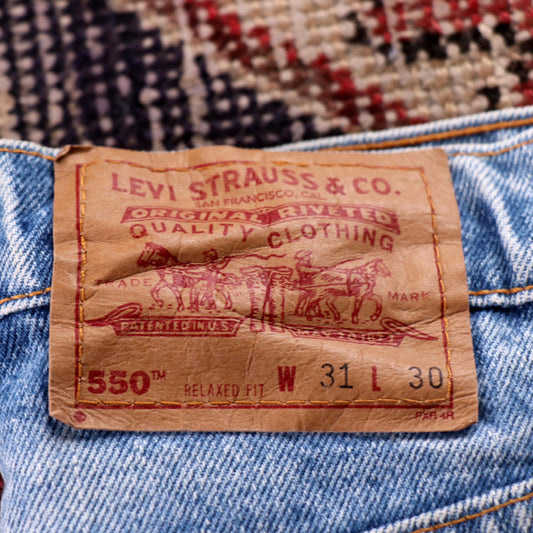 LEVI STRAUSS & CO.
SAN FRANCISCO, CAL.
ORIGINAL RIVETED
QUALITY CLOTHING
TRADE MARK
PATENTED IN U.S.
550™ RELAXED FIT W 31 L 30